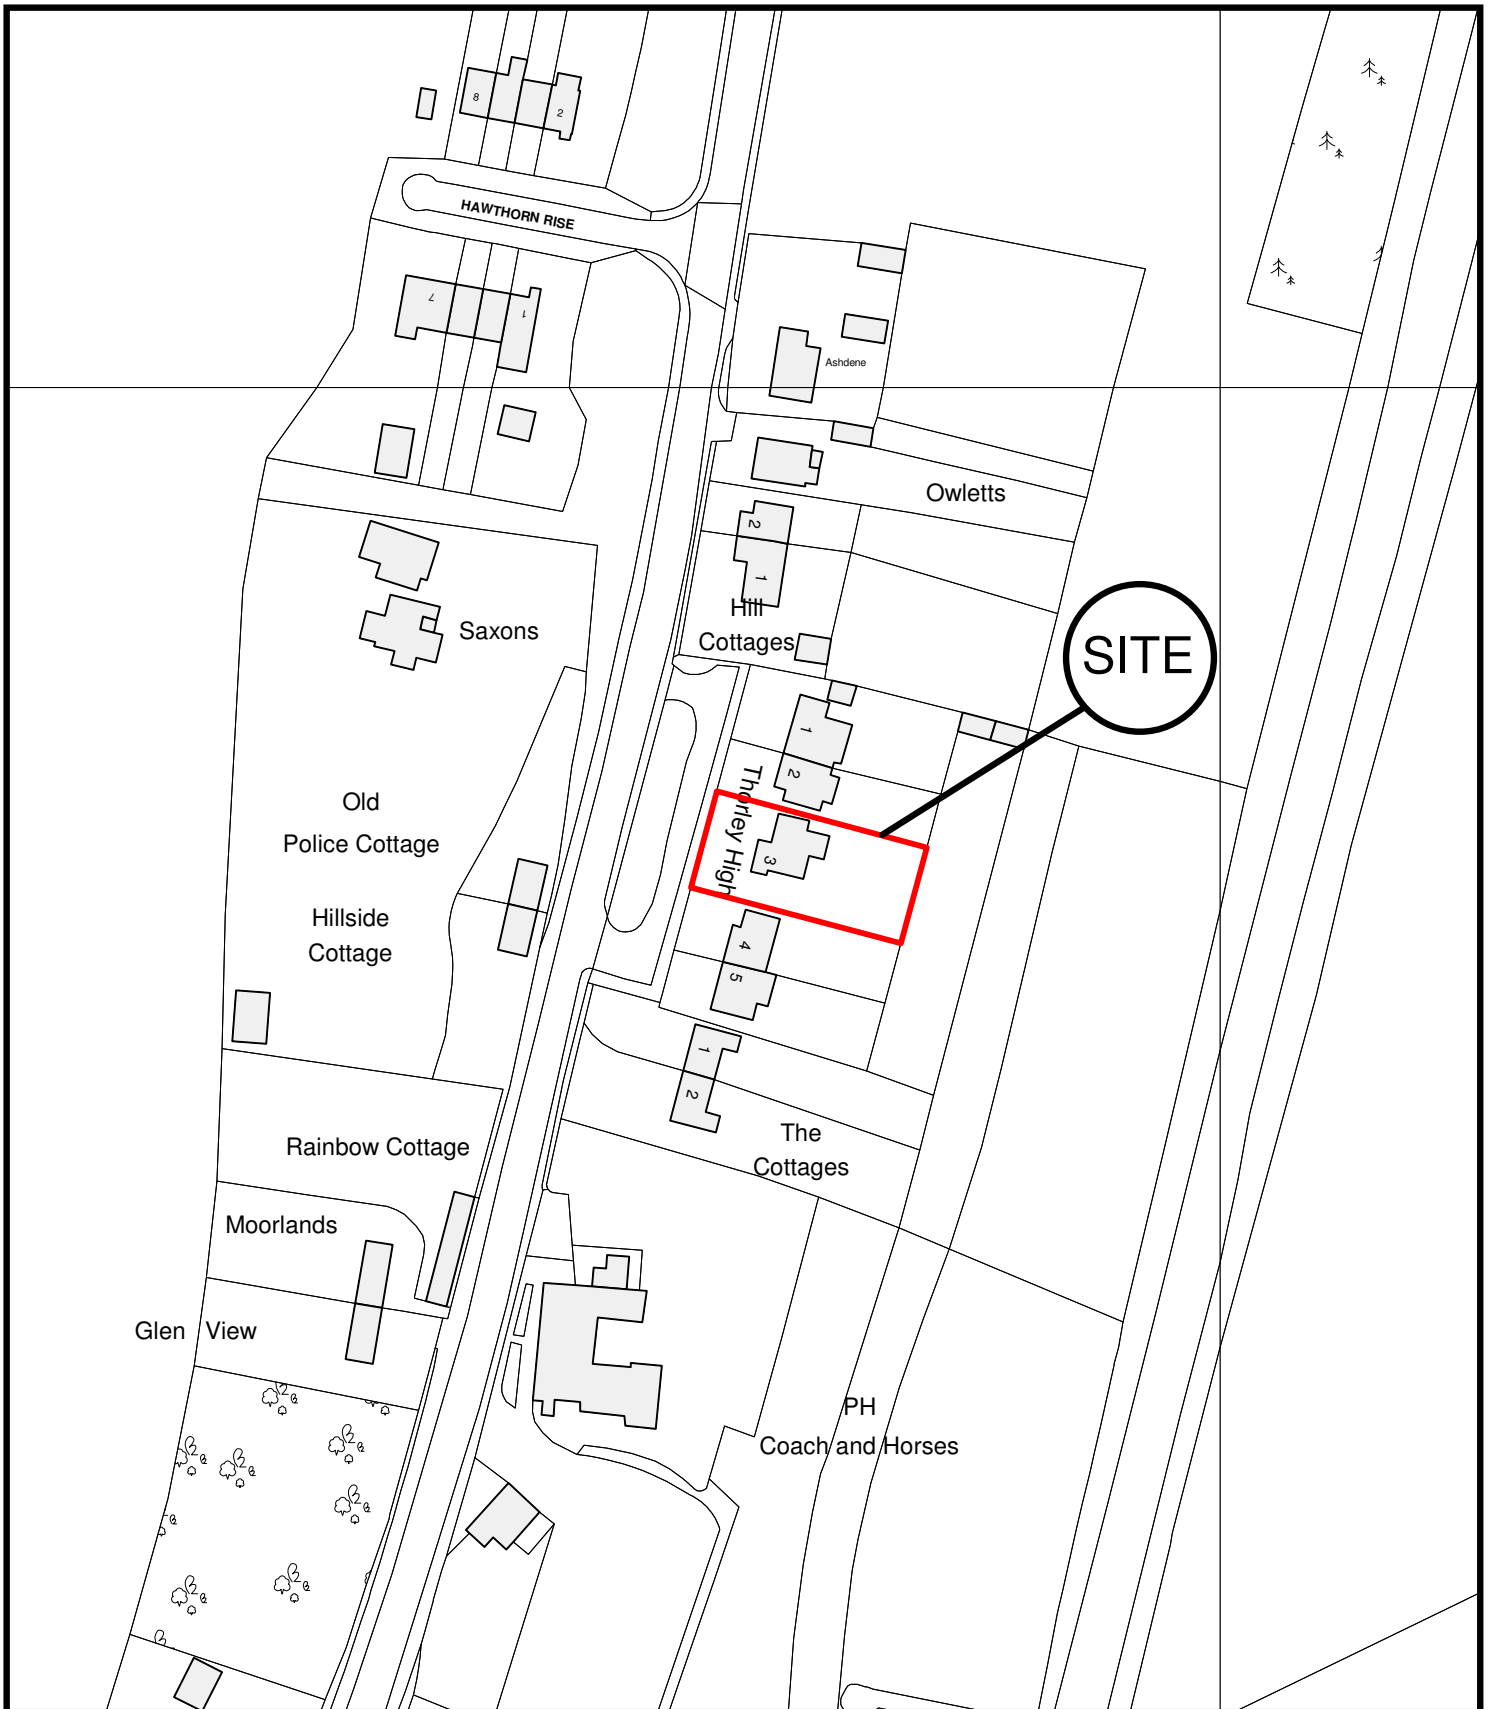 8
2
HAWTHORN RISE
7
1
Ashdene
Owletts
2
1
Hill
Cottages
SITE
Saxons
1
2
Thorley High
3
Old
Police Cottage
Hillside
Cottage
4
5
1
2
The
Cottages
Rainbow Cottage
Moorlands
Glen View
PH
Coach and Horses